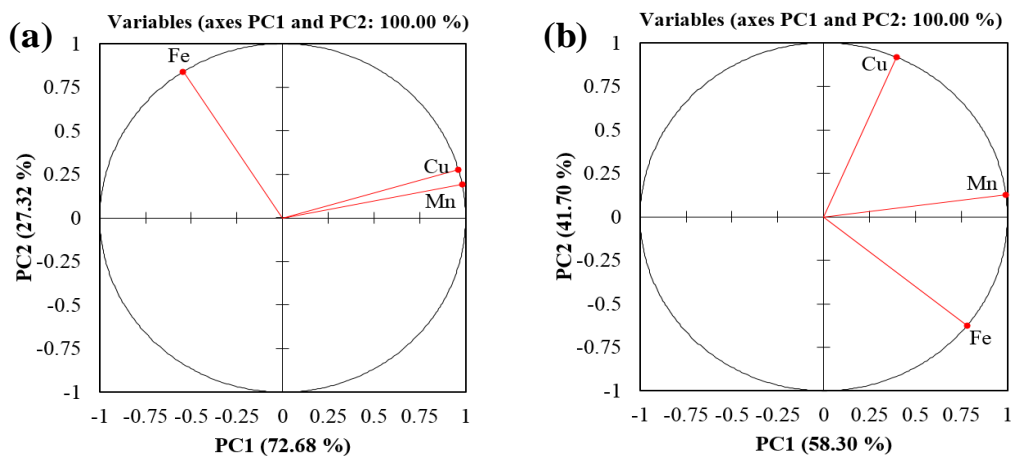 (a)
Variables (axes PC1 and PC2: 100.00 %)
1
0.75
0.5
0.25
0
-0.25
-0.5
-0.75
-1
PC2 (27.32 %)
Fe
Cu
Mn
-1 -0.75 -0.5 -0.25 0 0.25 0.5 0.75 1
PC1 (72.68 %)
(b)
Variables (axes PC1 and PC2: 100.00 %)
1
0.75
0.5
0.25
0
-0.25
-0.5
-0.75
-1
PC2 (41.70 %)
Cu
Mn
Fe
-1 -0.75 -0.5 -0.25 0 0.25 0.5 0.75 1
PC1 (58.30 %)